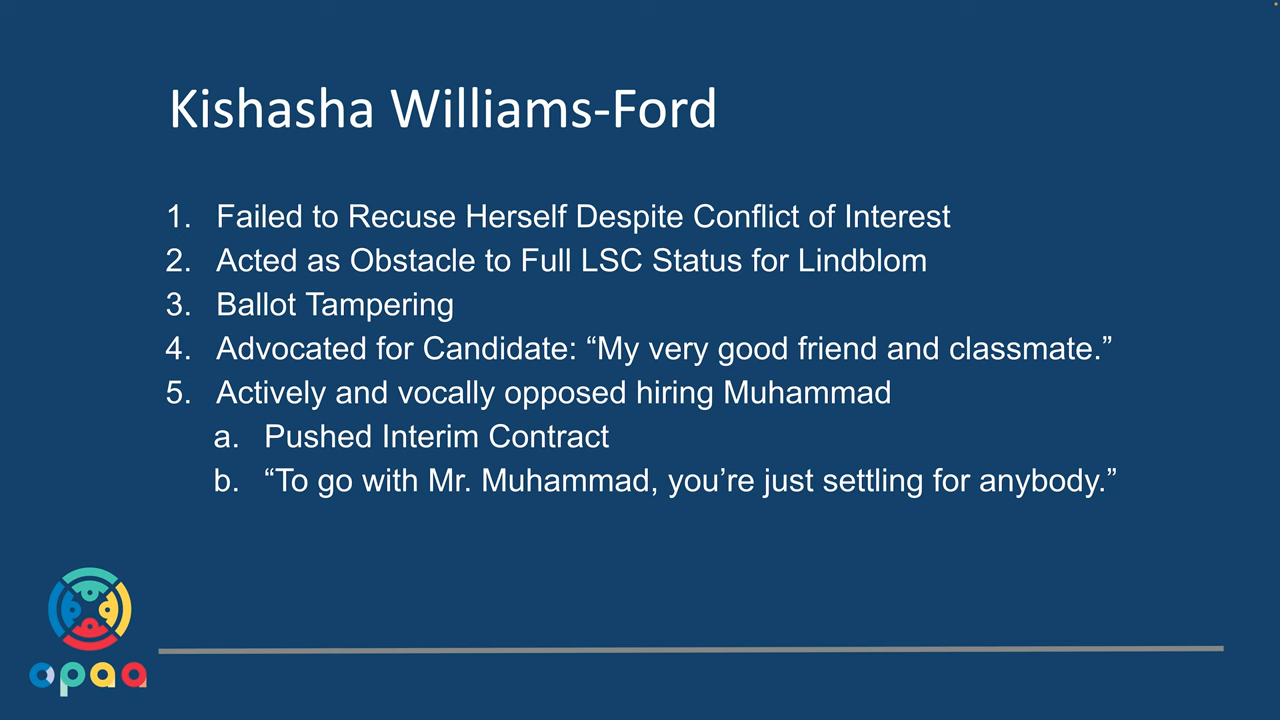 Kishasha Williams-Ford
1. Failed to Recuse Herself Despite Conflict of Interest
2. Acted as Obstacle to Full LSC Status for Lindblom
3. Ballot Tampering
4. Advocated for Candidate: “My very good friend and classmate.”
5. Actively and vocally opposed hiring Muhammad
a. Pushed Interim Contract
b. “To go with Mr. Muhammad, you’re just settling for anybody.”
opaa